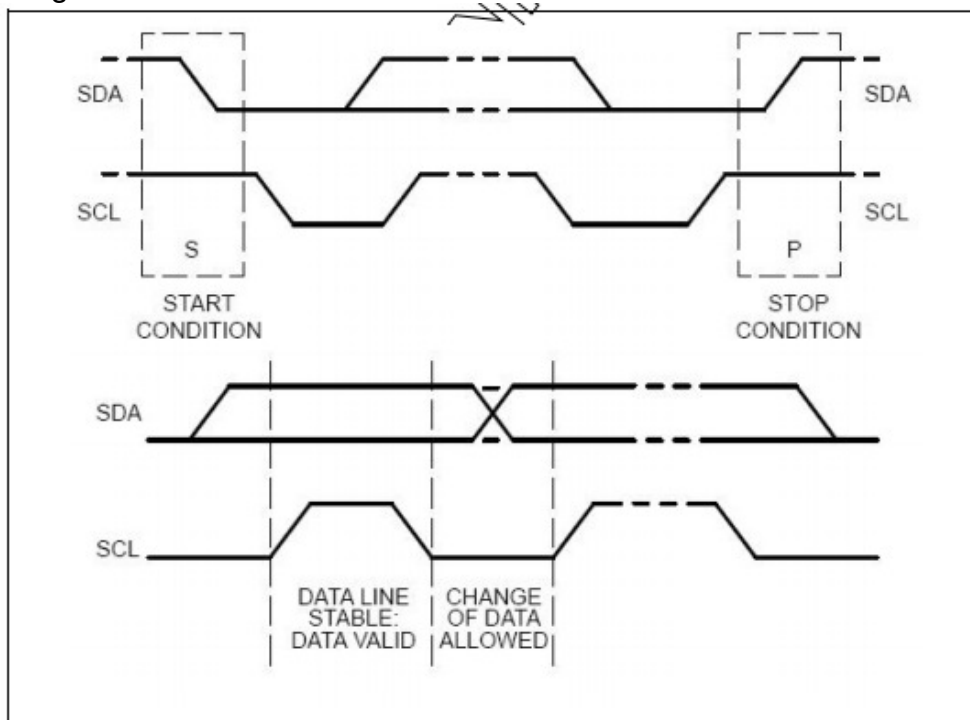 SDA
SDA
SCL
SCL
S
P
START
CONDITION
STOP
CONDITION
SDA
SCL
DATA LINE
STABLE:
DATA VALID
CHANGE
OF DATA
ALLOWED